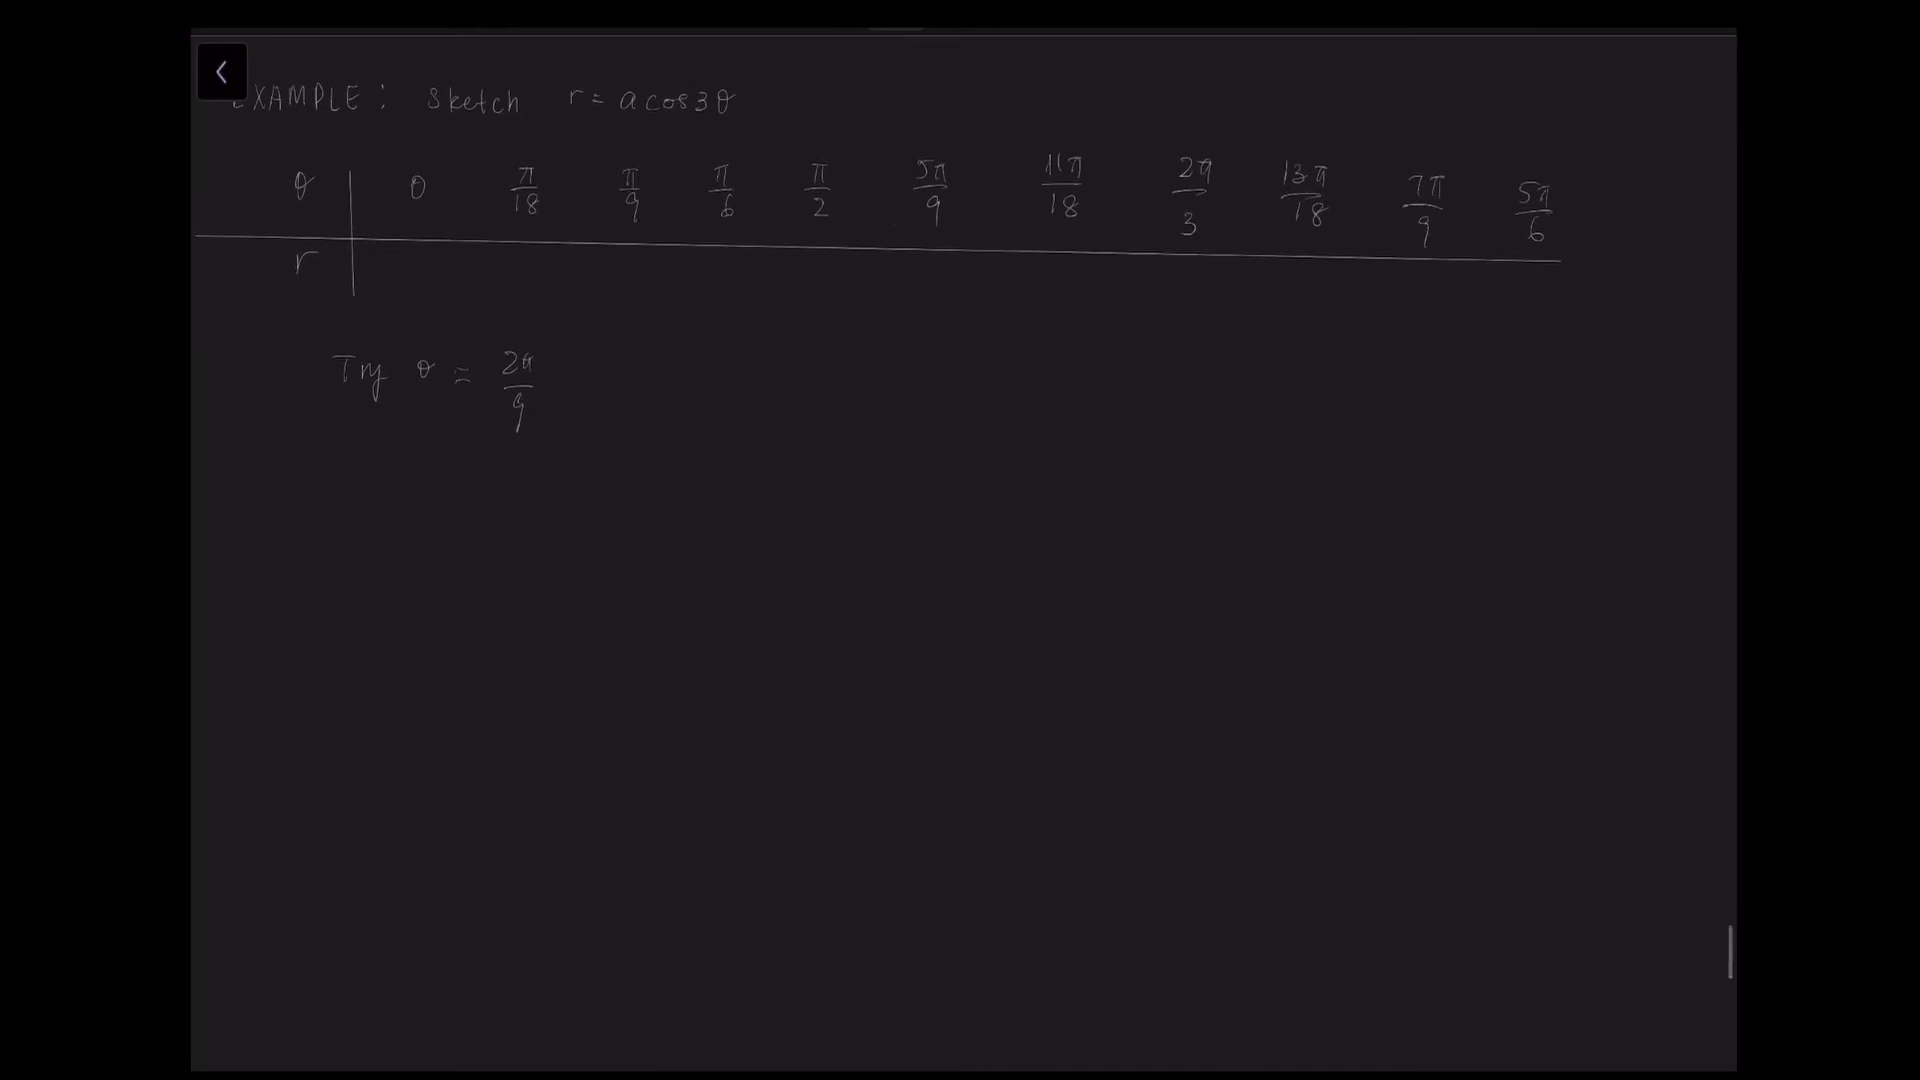 EXAMPLE: Sketch r = a cos 3θ
θ 0 π/18 π/9 π/6 π/2 5π/9 11π/18 2π/3 13π/18 7π/9 5π/6
r
Try θ = 2π/9